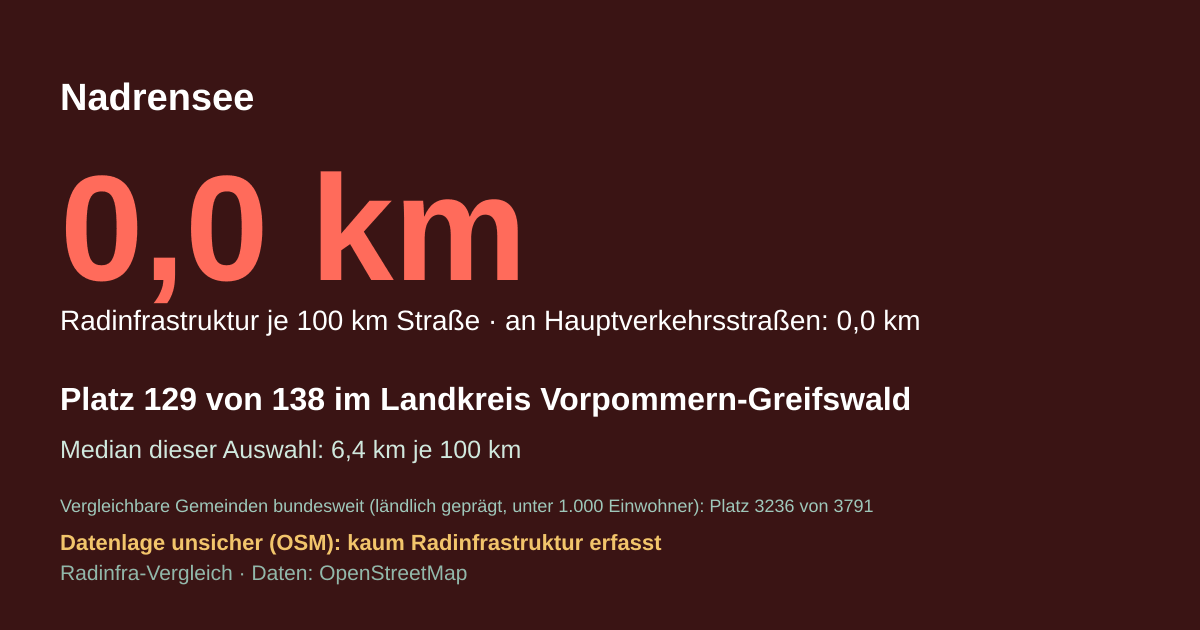 Nadrensee
0,0 km
Radinfrastruktur je 100 km Straße · an Hauptverkehrsstraßen: 0,0 km
Platz 129 von 138 im Landkreis Vorpommern-Greifswald
Median dieser Auswahl: 6,4 km je 100 km
Vergleichbare Gemeinden bundesweit (ländlich geprägt, unter 1.000 Einwohner): Platz 3236 von 3791
Datenlage unsicher (OSM): kaum Radinfrastruktur erfasst
Radinfra-Vergleich · Daten: OpenStreetMap